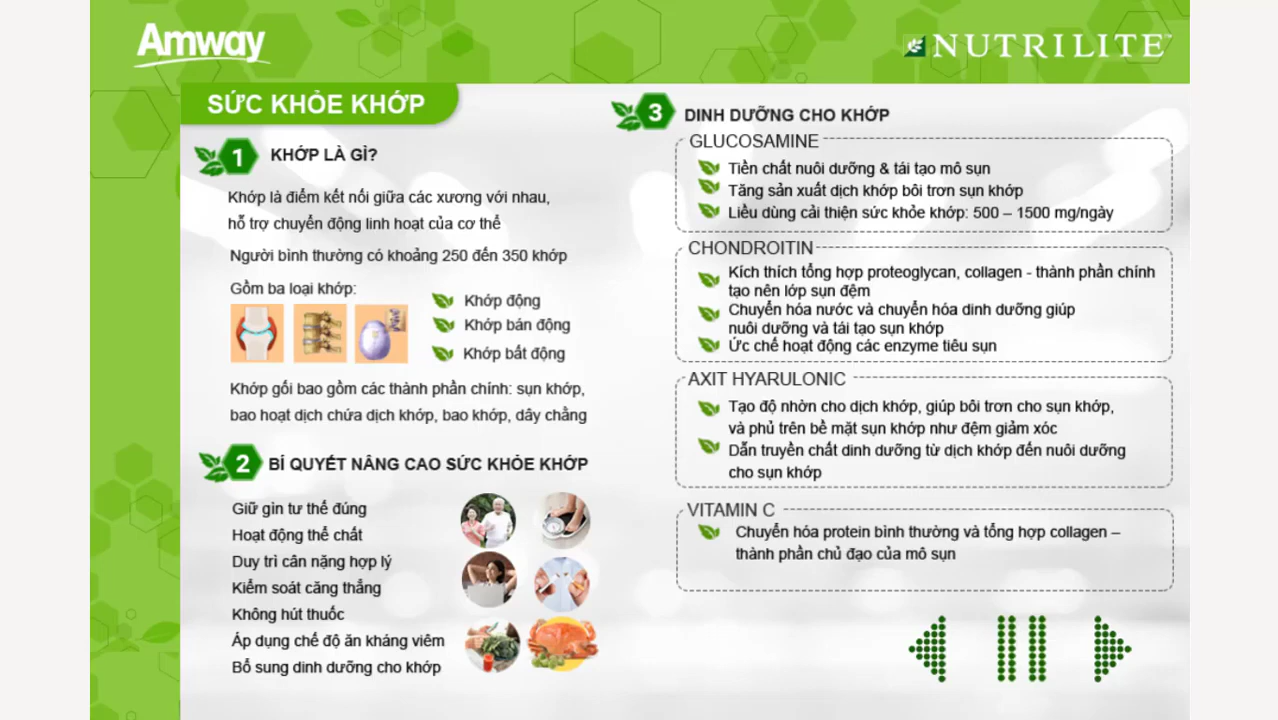 Amway
NUTRILITE™
SỨC KHỎE KHỚP
1 KHỚP LÀ GÌ?
Khớp là điểm kết nối giữa các xương với nhau,
hỗ trợ chuyển động linh hoạt của cơ thể
Người bình thường có khoảng 250 đến 350 khớp
Gồm ba loại khớp:
Khớp động
Khớp bán động
Khớp bất động
Khớp gối bao gồm các thành phần chính: sụn khớp,
bao hoạt dịch chứa dịch khớp, bao khớp, dây chằng
2 BÍ QUYẾT NÂNG CAO SỨC KHỎE KHỚP
Giữ gìn tư thế đúng
Hoạt động thể chất
Duy trì cân nặng hợp lý
Kiểm soát căng thẳng
Không hút thuốc
Áp dụng chế độ ăn kháng viêm
Bổ sung dinh dưỡng cho khớp
3 DINH DƯỠNG CHO KHỚP
GLUCOSAMINE
Tiền chất nuôi dưỡng & tái tạo mô sụn
Tăng sản xuất dịch khớp bôi trơn sụn khớp
Liều dùng cải thiện sức khỏe khớp: 500 – 1500 mg/ngày
CHONDROITIN
Kích thích tổng hợp proteoglycan, collagen - thành phần chính
tạo nên lớp sụn đệm
Chuyển hóa nước và chuyển hóa dinh dưỡng giúp
nuôi dưỡng và tái tạo sụn khớp
Ức chế hoạt động các enzyme tiêu sụn
AXIT HYARULONIC
Tạo độ nhờn cho dịch khớp, giúp bôi trơn cho sụn khớp,
và phủ trên bề mặt sụn khớp như đệm giảm xóc
Dẫn truyền chất dinh dưỡng từ dịch khớp đến nuôi dưỡng
cho sụn khớp
VITAMIN C
Chuyển hóa protein bình thường và tổng hợp collagen –
thành phần chủ đạo của mô sụn